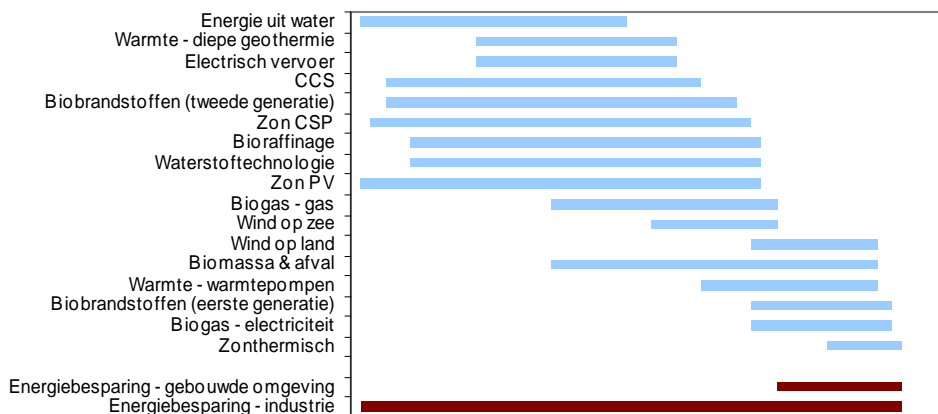 Energie uit water
Warmte - diepe geothermie
Electrisch vervoer
CCS
Biobrandstoffen (tweede generatie)
Zon CSP
Bioraffinage
Waterstoftechnologie
Zon PV
Biogas - gas
Wind op zee
Wind op land
Biomassa & afval
Warmte - warmtepompen
Biobrandstoffen (eerste generatie)
Biogas - electriciteit
Zonthermisch
Energiebesparing - gebouwde omgeving
Energiebesparing - industrie